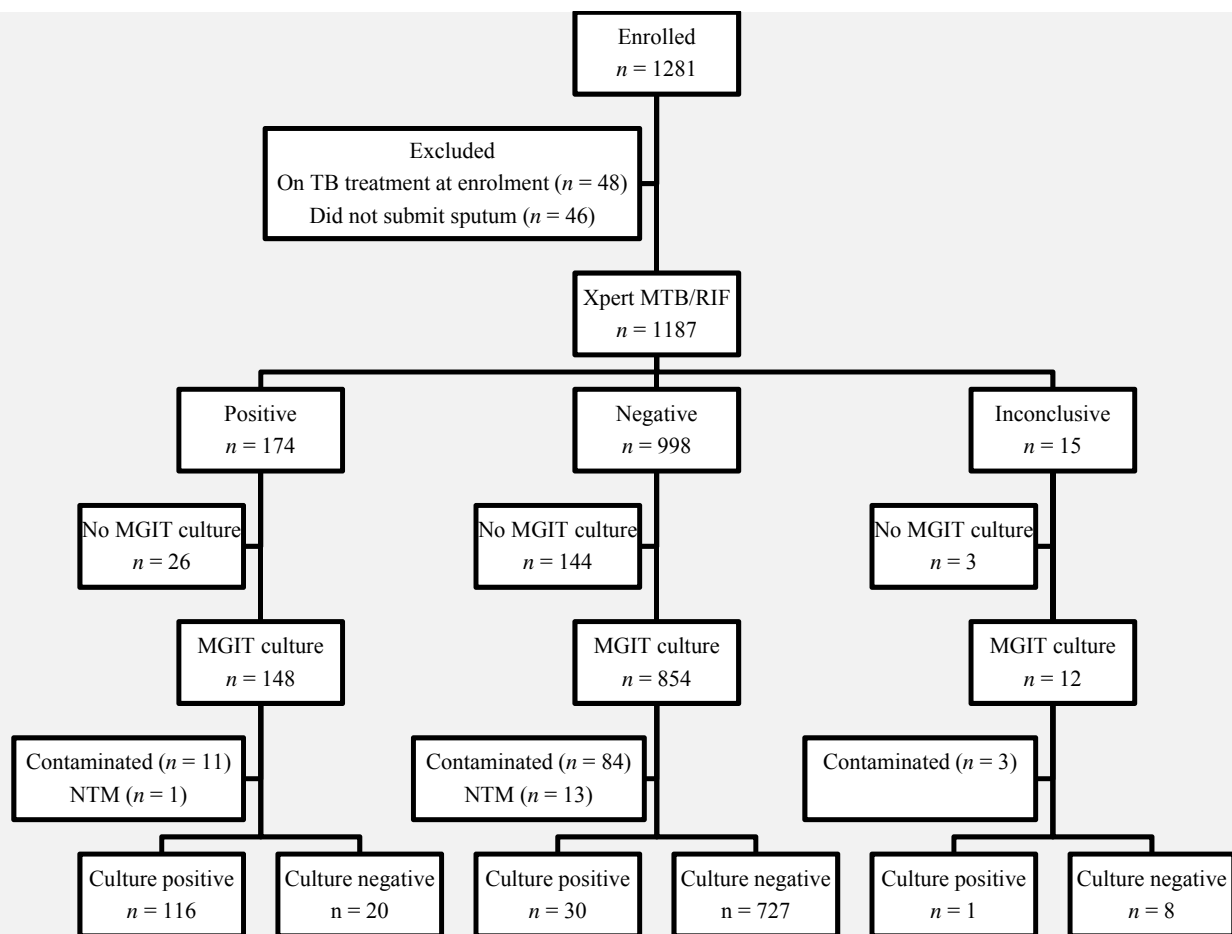 Enrolled
n = 1281
Excluded
On TB treatment at enrolment (n = 48)
Did not submit sputum (n = 46)
Xpert MTB/RIF
n = 1187
Positive
n = 174
Negative
n = 998
Inconclusive
n = 15
No MGIT culture
n = 26
No MGIT culture
n = 144
No MGIT culture
n = 3
MGIT culture
n = 148
MGIT culture
n = 854
MGIT culture
n = 12
Contaminated (n = 11)
NTM (n = 1)
Contaminated (n = 84)
NTM (n = 13)
Contaminated (n = 3)
Culture positive
n = 116
Culture negative
n = 20
Culture positive
n = 30
Culture negative
n = 727
Culture positive
n = 1
Culture negative
n = 8